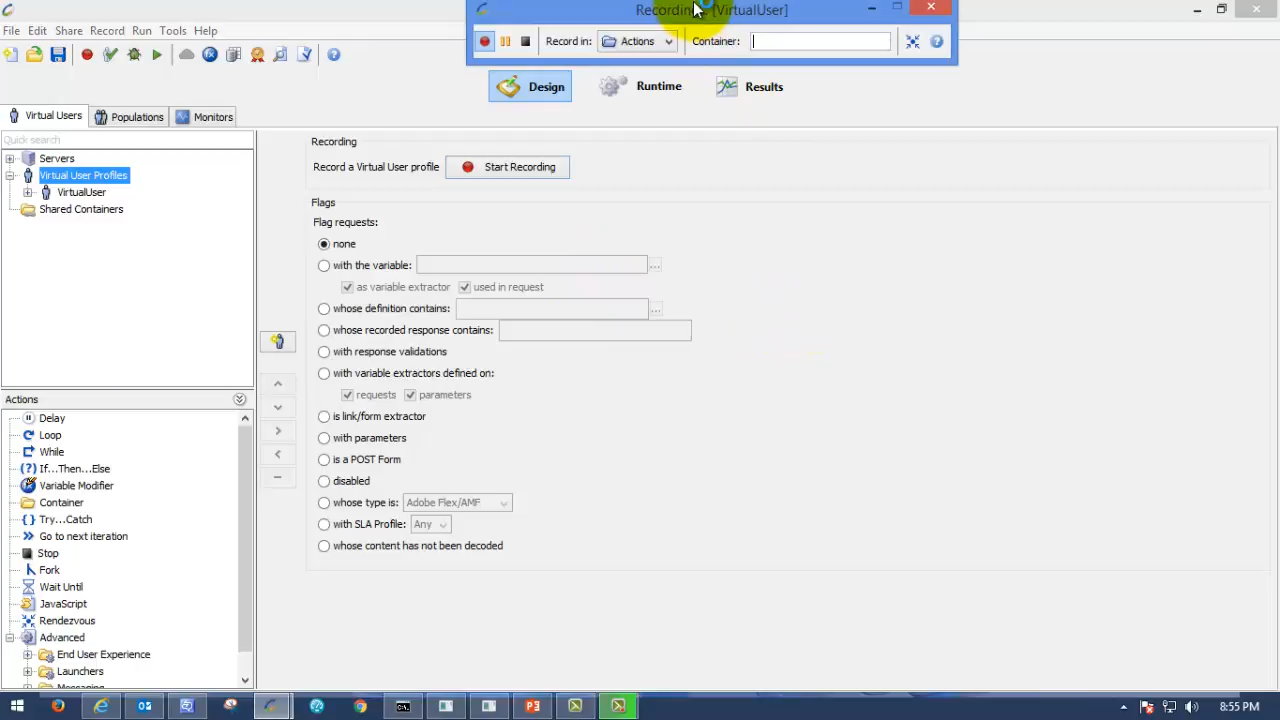 Recording - [VirtualUser]
File Edit Share Record Run Tools Help
Record in: Actions Container:
Design Runtime Results
Virtual Users Populations Monitors
Quick search
Servers
Virtual User Profiles
VirtualUser
Shared Containers
Recording
Record a Virtual User profile Start Recording
Flags
Flag requests:
none
with the variable: ...
as variable extractor used in request
whose definition contains: ...
whose recorded response contains:
with response validations
with variable extractors defined on:
requests parameters
is link/form extractor
with parameters
is a POST Form
disabled
whose type is: Adobe Flex/AMF
with SLA Profile: Any
whose content has not been decoded
Actions
Delay
Loop
While
If...Then...Else
Variable Modifier
Container
Try...Catch
Go to next iteration
Stop
Fork
Wait Until
JavaScript
Rendezvous
Advanced
End User Experience
Launchers
8:55 PM